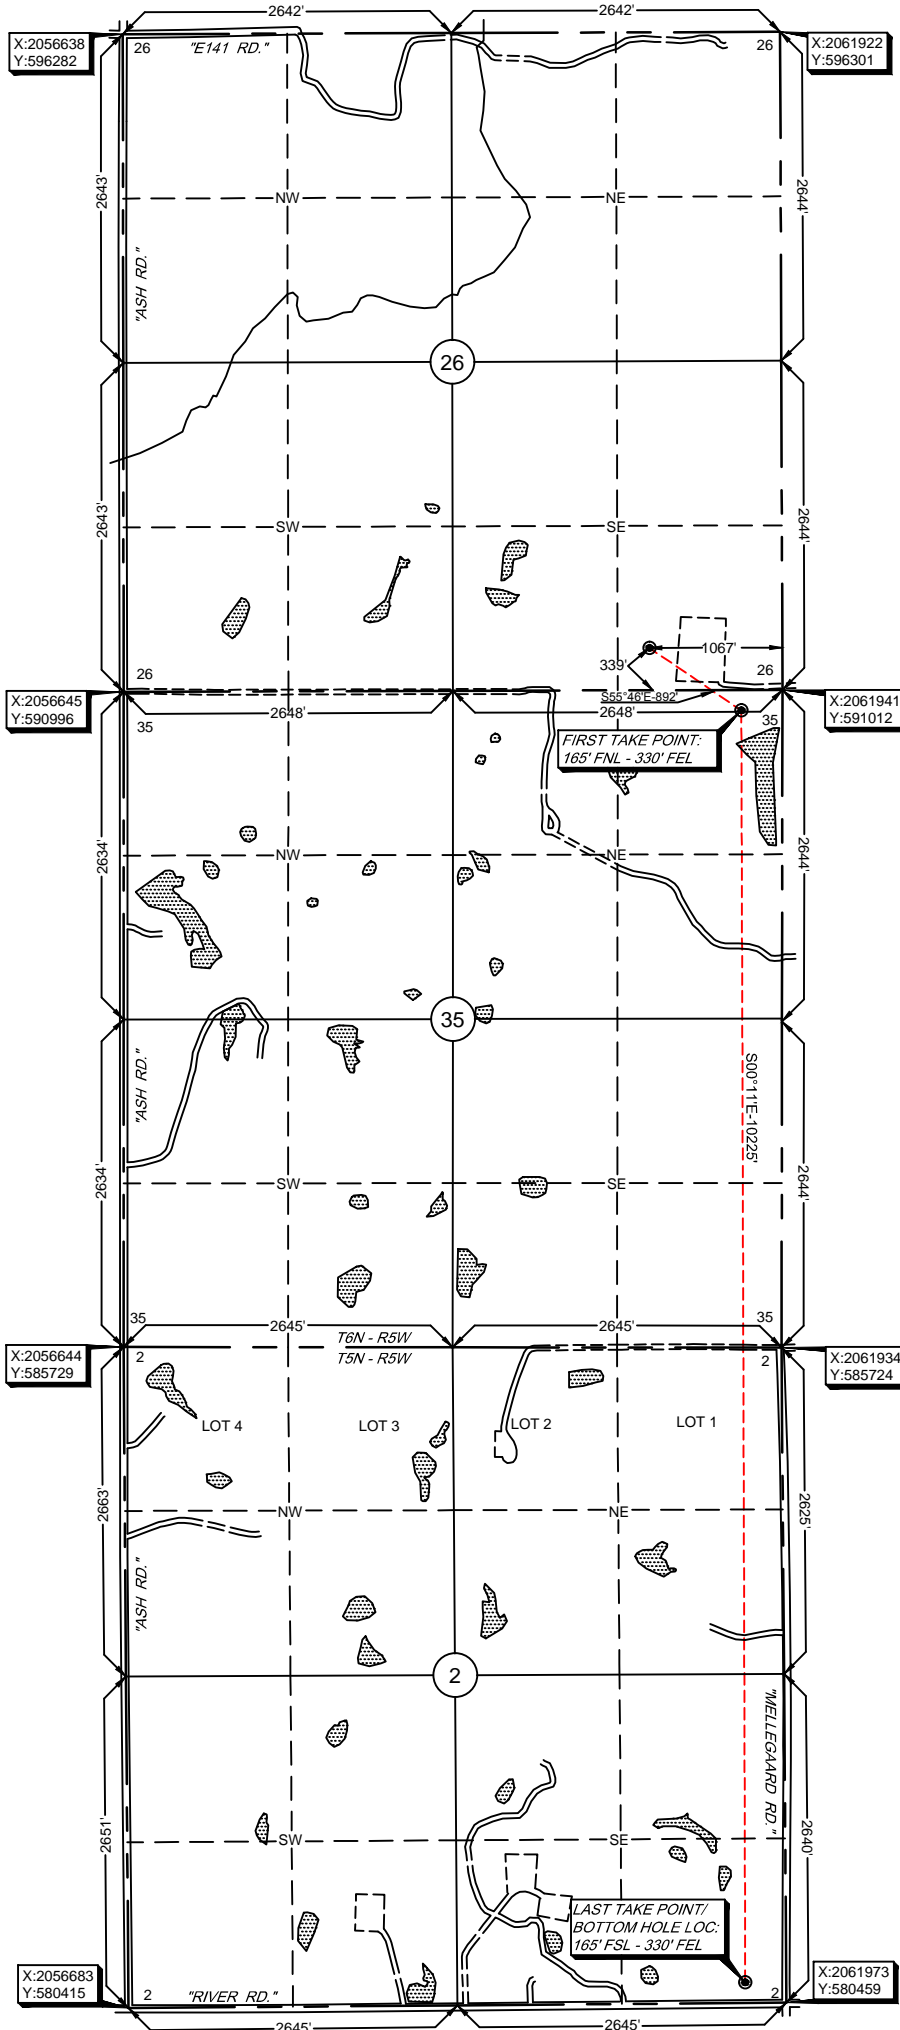 2642'
2642'
X:2056638
Y:596282
26
"E141 RD."
26
X:2061922
Y:596301
2643'
NW
NE
2644'
"ASH RD."
26
2643'
SW
SE
2644'
339'
1067'
26
26
S55°46'E-892'
X:2056645
Y:590996
2648'
2648'
X:2061941
Y:591012
35
35
FIRST TAKE POINT:
165' FNL - 330' FEL
2634'
NW
NE
2644'
35
"ASH RD."
S00°11'E-10225'
2634'
SW
SE
2644'
35
2645'
T6N - R5W
2645'
35
X:2056644
Y:585729
2
T5N - R5W
2
X:2061934
Y:585724
LOT 4
LOT 3
LOT 2
LOT 1
2663'
NW
NE
2625'
"ASH RD."
2
"MELLEGAARD RD."
2651'
SW
SE
2640'
LAST TAKE POINT/
BOTTOM HOLE LOC:
165' FSL - 330' FEL
X:2056683
Y:580415
2
"RIVER RD."
2
X:2061973
Y:580459
2645'
2645'